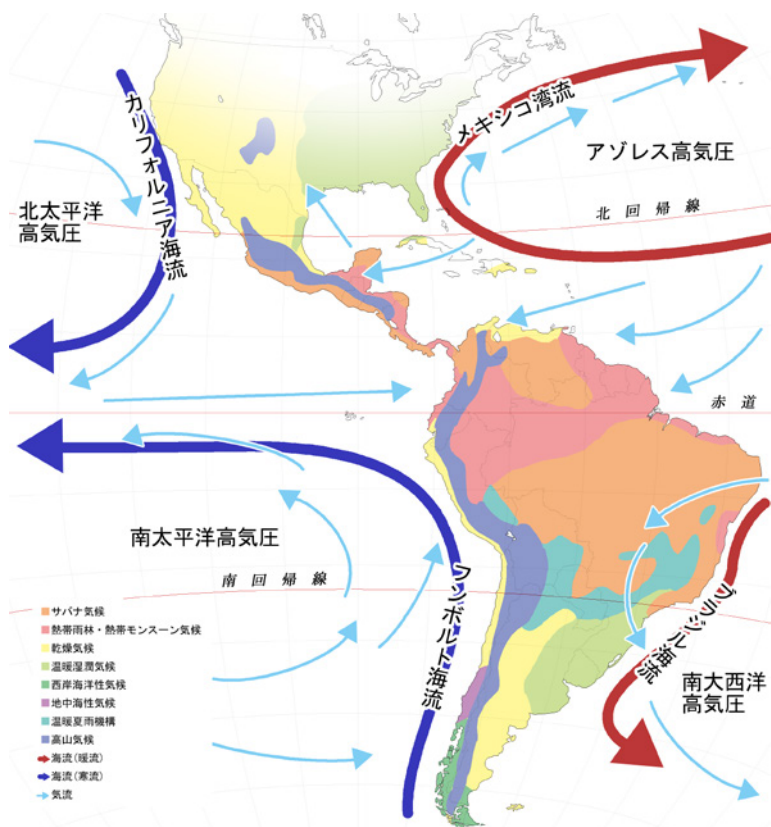 カリフォルニア海流
メキシコ湾流
アゾレス高気圧
北太平洋
高気圧
北回帰線
赤道
南太平洋高気圧
南回帰線
フンボルト海流
ブラジル海流
南大西洋
高気圧
サバナ気候
熱帯雨林・熱帯モンスーン気候
乾燥気候
温暖湿潤気候
西岸海洋性気候
地中海性気候
温暖夏雨機構
高山気候
海流(暖流)
海流(寒流)
気流